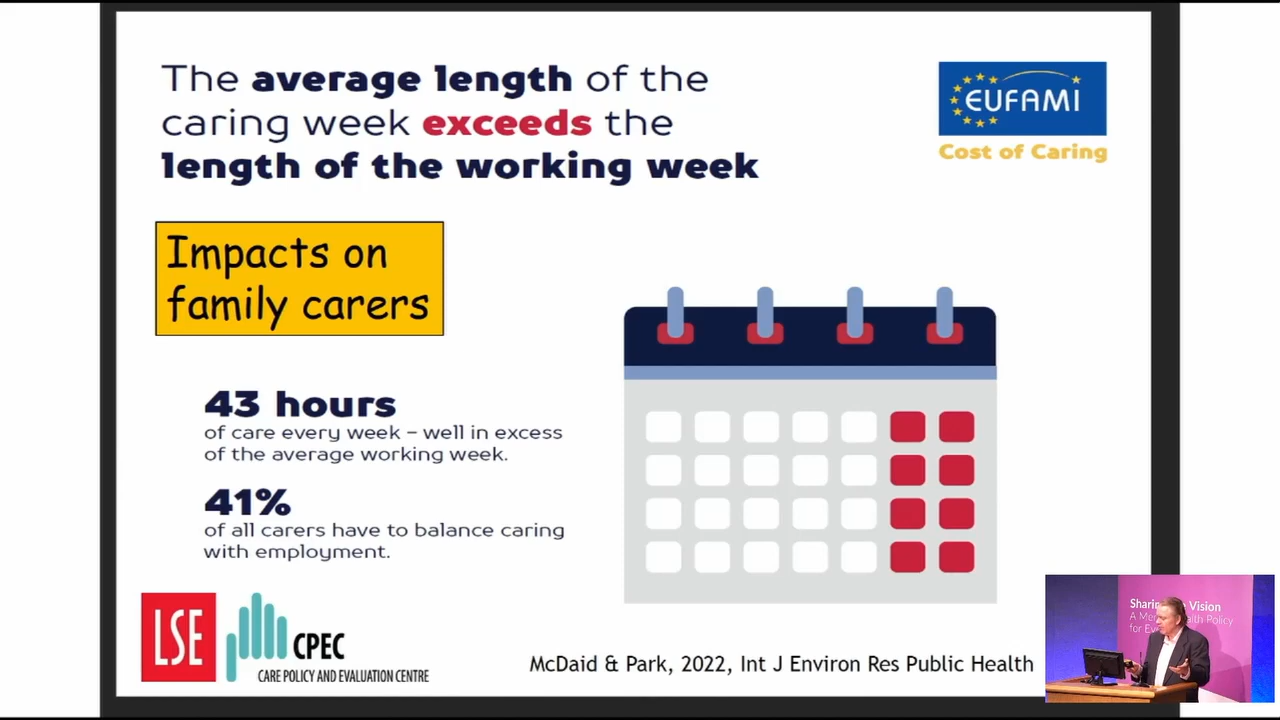 The average length of the
caring week exceeds the
length of the working week
EUFAMI
Cost of Caring
Impacts on
family carers
43 hours
of care every week – well in excess
of the average working week.
41%
of all carers have to balance caring
with employment.
LSE
CPEC
CARE POLICY AND EVALUATION CENTRE
McDaid & Park, 2022, Int J Environ Res Public Health
Vision
A
Policy
for